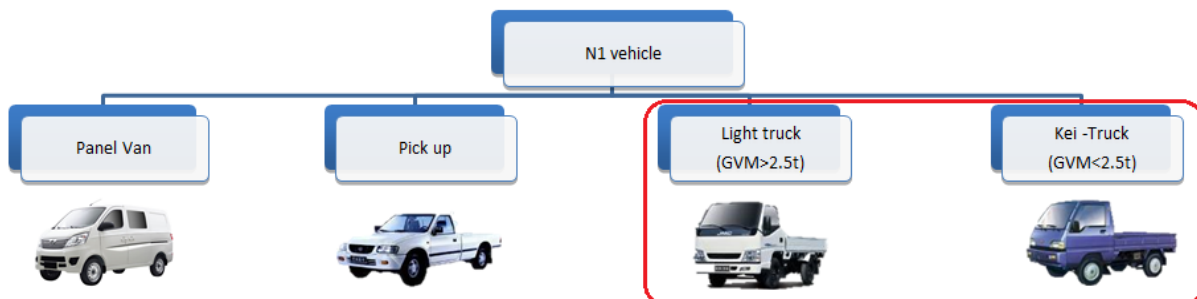 N1 vehicle
Panel Van
Pick up
Light truck
(GVM>2.5t)
Kei -Truck
(GVM<2.5t)